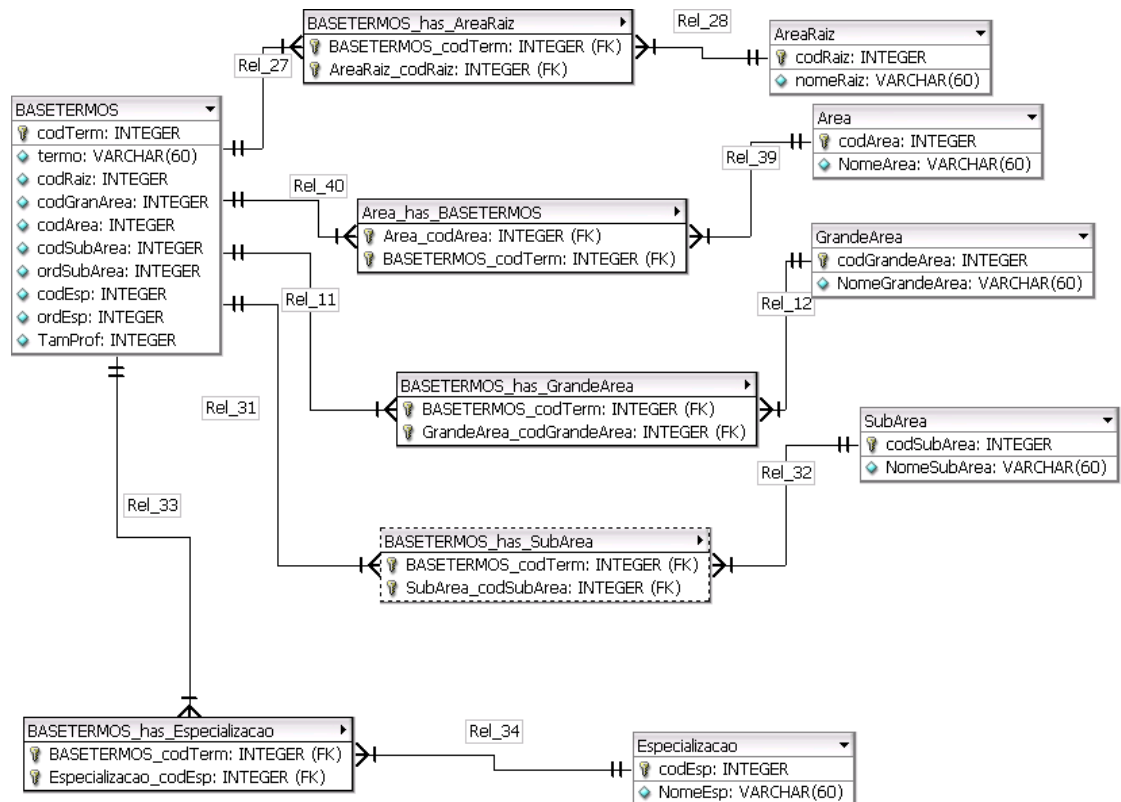 BASETERMOS_has_AreaRaiz
BASETERMOS_codTerm: INTEGER (FK)
AreaRaiz_codRaiz: INTEGER (FK)
Rel_27
Rel_28
AreaRaiz
codRaiz: INTEGER
nomeRaiz: VARCHAR(60)
BASETERMOS
codTerm: INTEGER
termo: VARCHAR(60)
codRaiz: INTEGER
codGranArea: INTEGER
codArea: INTEGER
codSubArea: INTEGER
ordSubArea: INTEGER
codEsp: INTEGER
ordEsp: INTEGER
TamProf: INTEGER
Area
codArea: INTEGER
NomeArea: VARCHAR(60)
Rel_39
Rel_40
Area_has_BASETERMOS
Area_codArea: INTEGER (FK)
BASETERMOS_codTerm: INTEGER (FK)
GrandeArea
codGrandeArea: INTEGER
NomeGrandeArea: VARCHAR(60)
Rel_11
Rel_12
BASETERMOS_has_GrandeArea
BASETERMOS_codTerm: INTEGER (FK)
GrandeArea_codGrandeArea: INTEGER (FK)
Rel_31
SubArea
codSubArea: INTEGER
NomeSubArea: VARCHAR(60)
Rel_32
Rel_33
BASETERMOS_has_SubArea
BASETERMOS_codTerm: INTEGER (FK)
SubArea_codSubArea: INTEGER (FK)
BASETERMOS_has_Especializacao
BASETERMOS_codTerm: INTEGER (FK)
Especializacao_codEsp: INTEGER (FK)
Rel_34
Especializacao
codEsp: INTEGER
NomeEsp: VARCHAR(60)